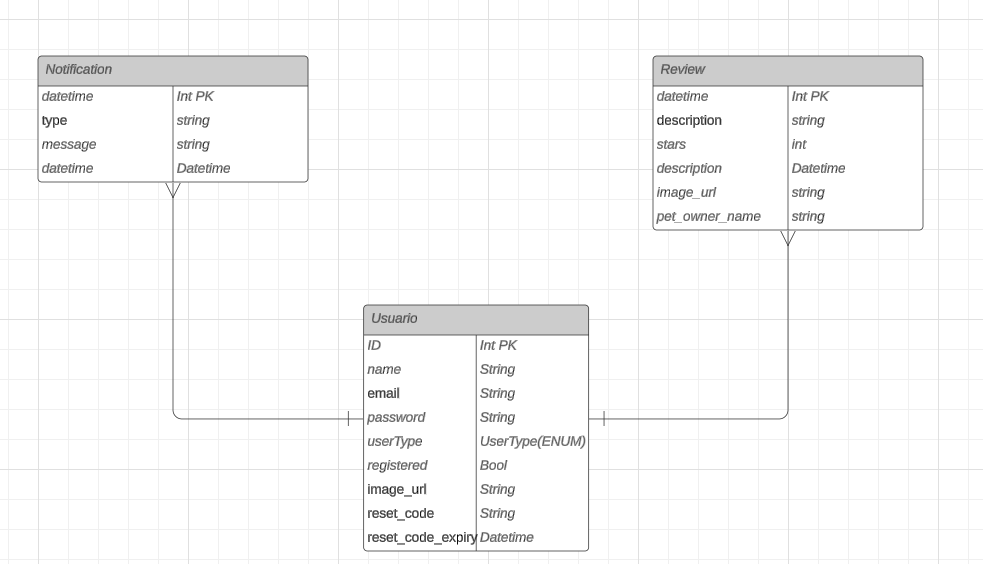 Notification
datetime Int PK
type string
message string
datetime Datetime
Review
datetime Int PK
description string
stars int
description Datetime
image_url string
pet_owner_name string
Usuario
ID Int PK
name String
email String
password String
userType UserType(ENUM)
registered Bool
image_url String
reset_code String
reset_code_expiry Datetime